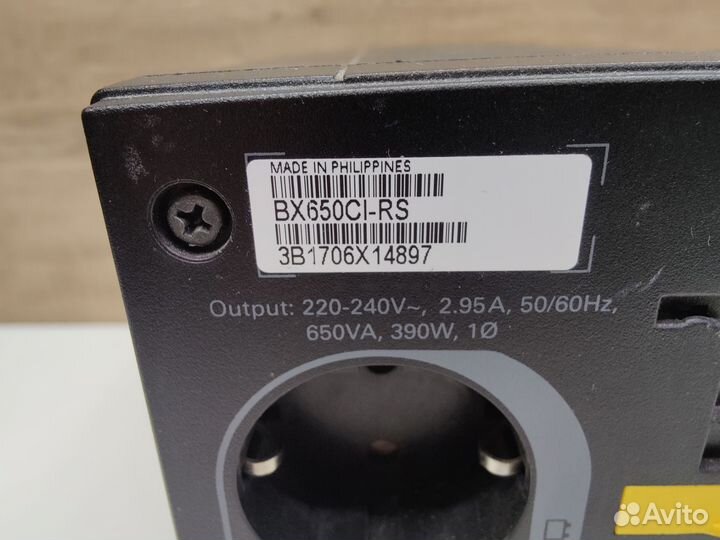 MADE IN PHILIPPINES
BX650CI-RS
3B1706X14897
Output: 220-240V~, 2.95A, 50/60Hz,
650VA, 390W, 1Ø
Avito